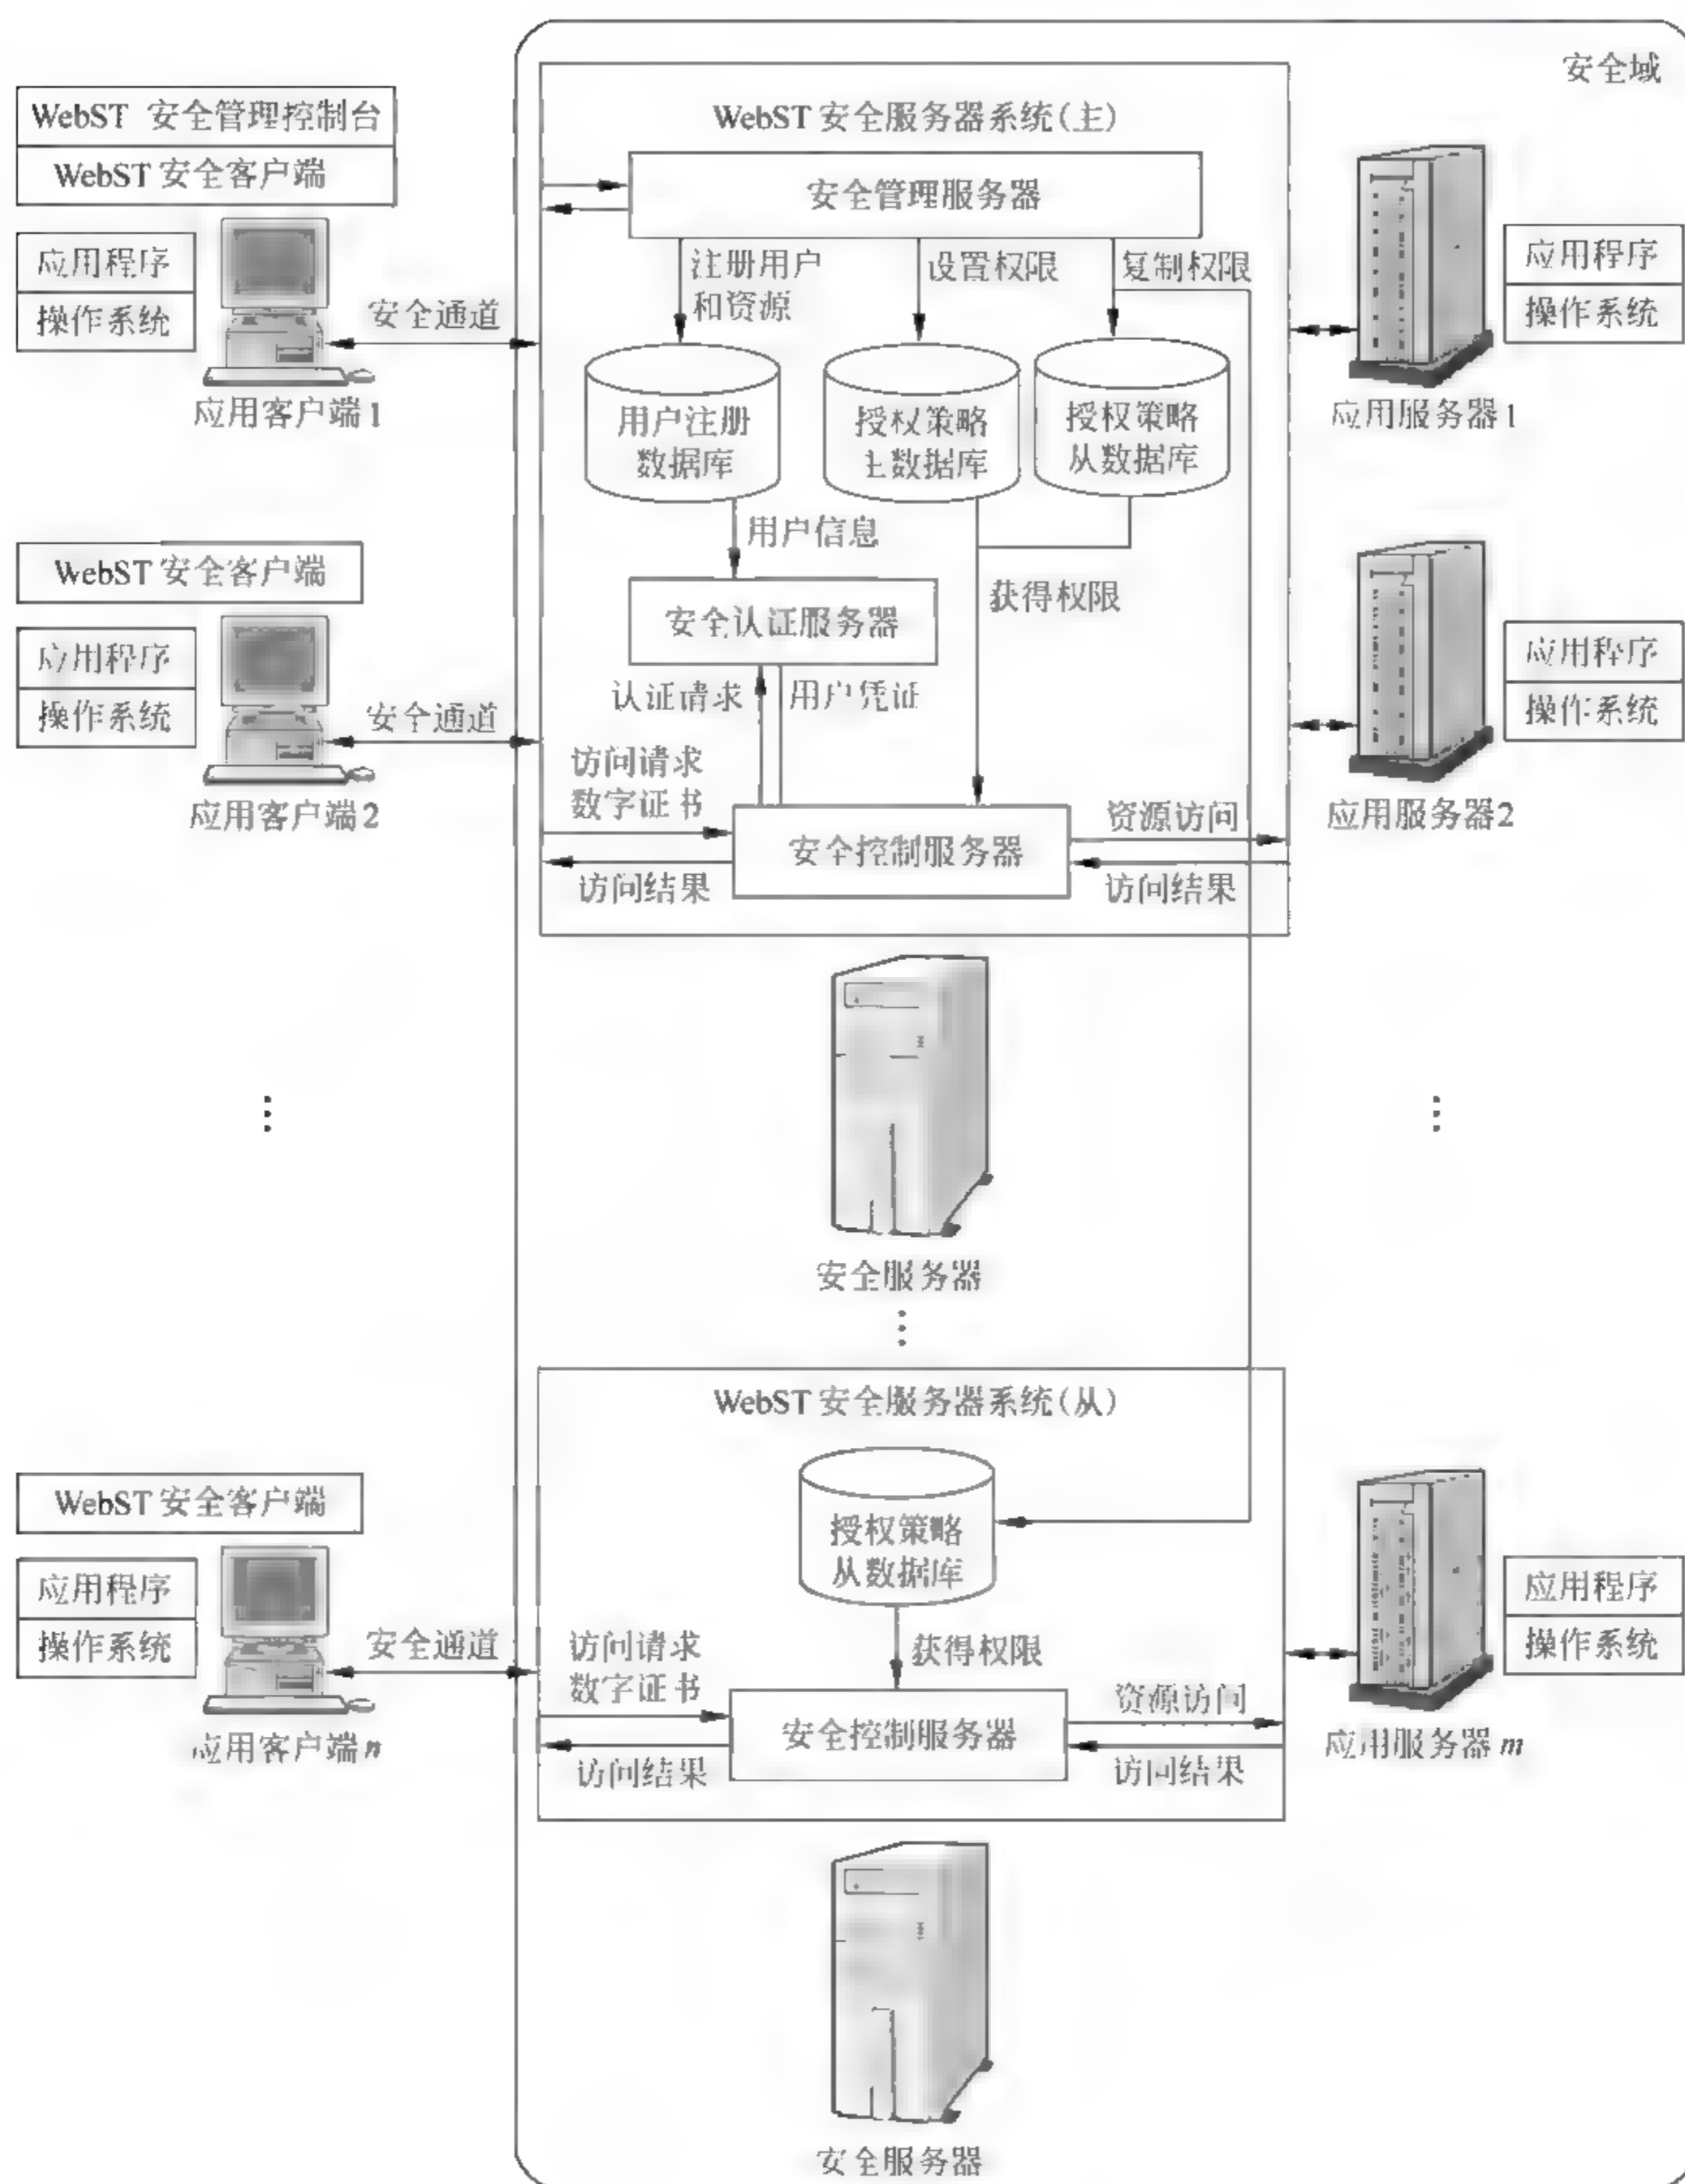 安全域
WebST 安全管理控制台
WebST 安全客户端
应用程序
操作系统
安全通道
应用客户端1
WebST 安全服务器系统(主)
安全管理服务器
注册用户
和资源
设置权限
复制权限
用户注册
数据库
授权策略
主数据库
授权策略
从数据库
用户信息
获得权限
安全认证服务器
认证请求
用户凭证
访问请求
数字证书
安全控制服务器
资源访问
访问结果
访问结果
应用程序
操作系统
应用服务器1
WebST 安全客户端
应用程序
操作系统
安全通道
应用客户端2
应用程序
操作系统
应用服务器2
安全服务器
WebST 安全服务器系统(从)
授权策略
从数据库
获得权限
WebST 安全客户端
应用程序
操作系统
安全通道
应用客户端n
访问请求
数字证书
安全控制服务器
资源访问
访问结果
访问结果
应用程序
操作系统
应用服务器m
安全服务器